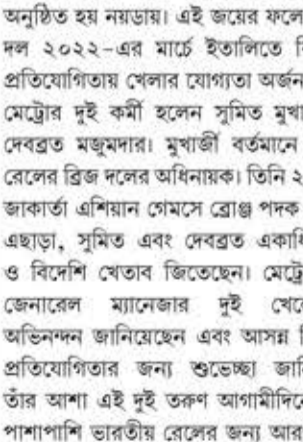 অনুষ্ঠিত হয় নয়ডায়। এই জয়ের ফলে
দল ২০২২-এর মার্চে ইতালিতে
প্রতিযোগিতায় খেলার যোগ্যতা অর্জন
মেট্রোর দুই কর্মী হলেন সুমিত মুখা
দেবব্রত মজুমদার। মুখার্জী বর্তমানে
রেলের ব্রিজ দলের অধিনায়ক। তিনি ২
জাকার্তা এশিয়ান গেমসে ব্রোঞ্জ পদক
এছাড়া, সুমিত এবং দেবব্রত একাধি
ও বিদেশি খেতাব জিতেছেন। মেট্রে
জেনারেল ম্যানেজার দুই খে
অভিনন্দন জানিয়েছেন এবং আসন্ন
প্রতিযোগিতার জন্য শুভেচ্ছা জা
তাঁর আশা এই দুই তরুণ আগামীদিনে
পাশাপাশি ভারতীয় রেলের জন্য আর